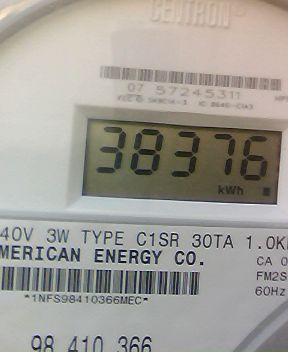 CENTRON®
07 57245311
38376
kWh
40V 3W TYPE C1SR 30TA 1.0K
MERICAN ENERGY CO.
CA 0
FM2S
60Hz
*1NFS98410366MEC*
98 410 366